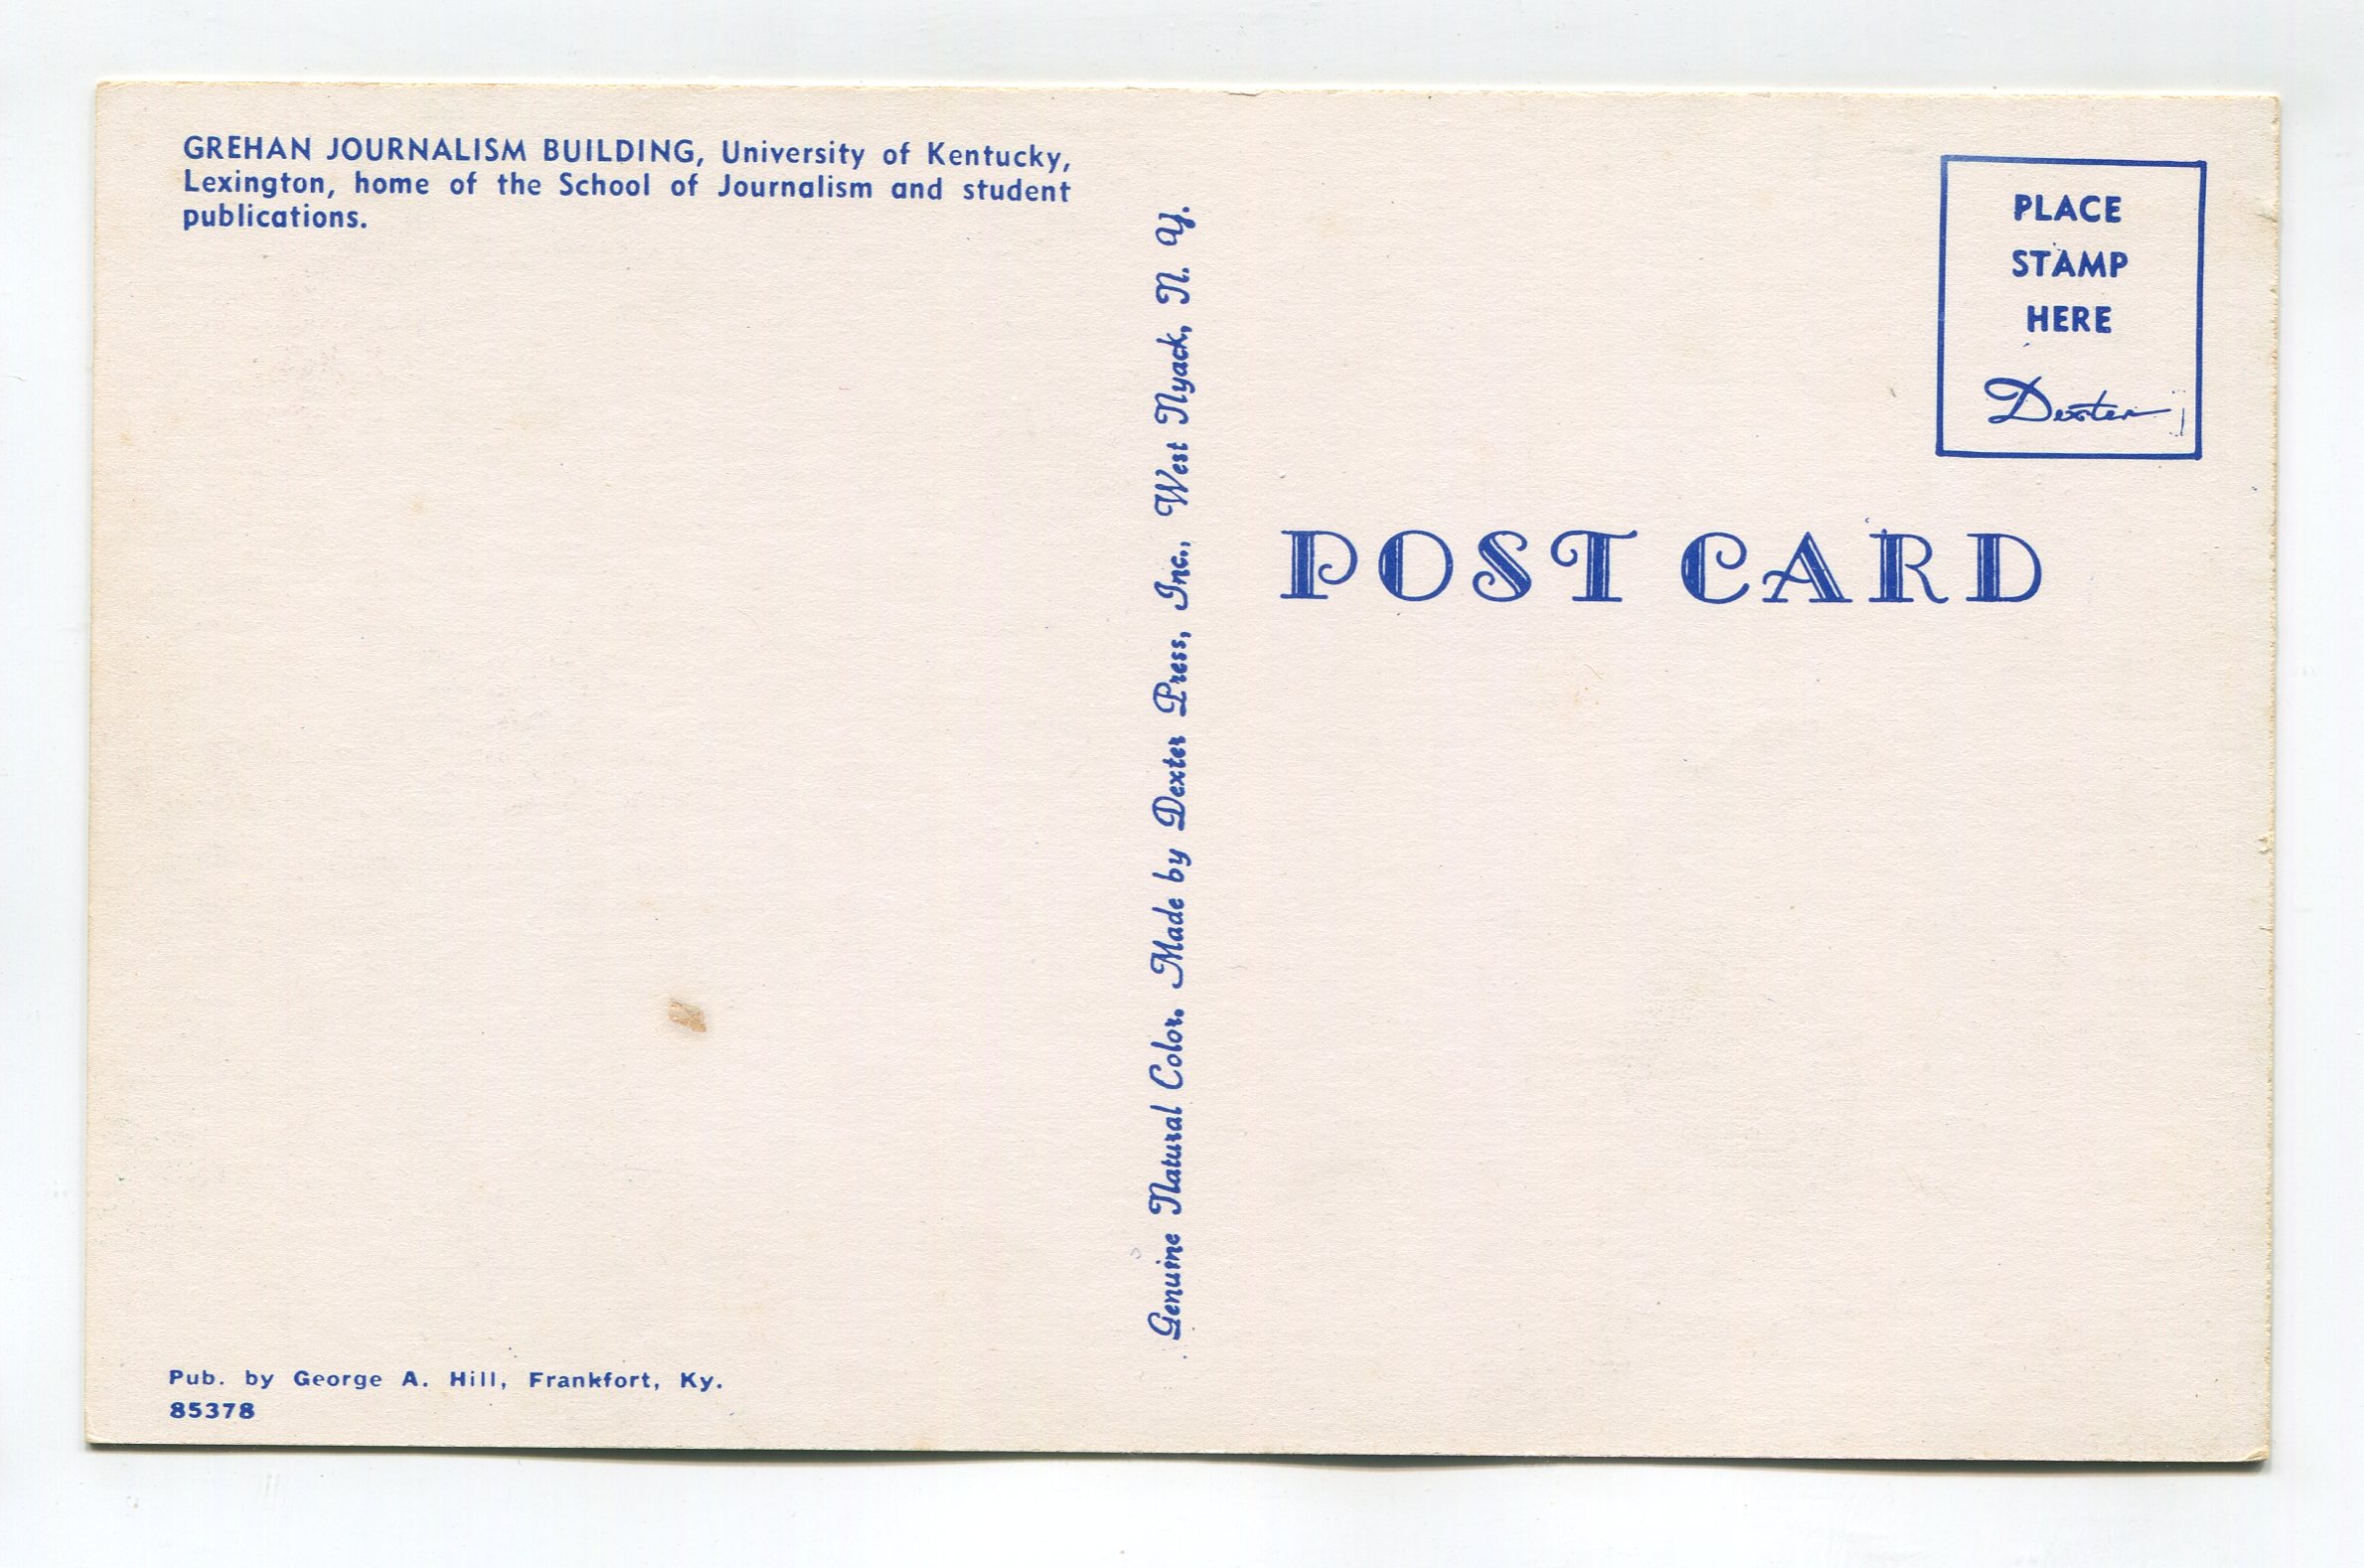 GREHAN JOURNALISM BUILDING, University of Kentucky,
Lexington, home of the School of Journalism and student
publications.
Pub. by George A. Hill, Frankfort, Ky.
85378
Genuine Natural Color. Made by Dexter Press, Inc., West Nyack, N. Y.
PLACE
STAMP
HERE
Dexter
POST CARD